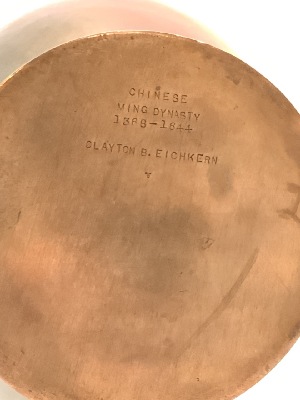 CHINESE
MING DYNASTY
1368-1644
CLAYTON B. EICHKERN